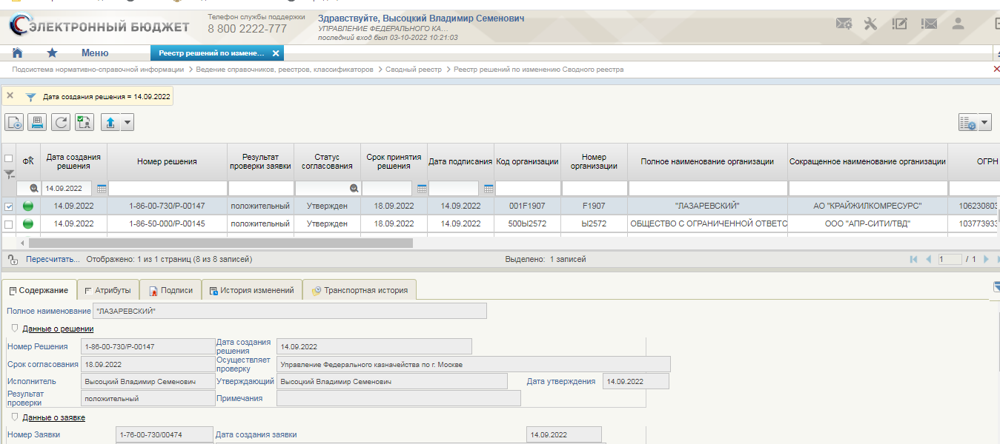 ЭЛЕКТРОННЫЙ БЮДЖЕТ
Телефон службы поддержки
8 800 2222-777
Здравствуйте, Высоцкий Владимир Семенович
УПРАВЛЕНИЕ ФЕДЕРАЛЬНОГО КА...
последний вход был 03-10-2022 10:21:03
Меню
Реестр решений по измене...
Подсистема нормативно-справочной информации > Ведение справочников, реестров, классификаторов > Сводный реестр > Реестр решений по изменению Сводного реестра
Дата создания решения = 14.09.2022
ФК Дата создания решения Номер решения Результат проверки заявки Статус согласования Срок принятия решения Дата подписания Код организации Номер организации Полное наименование организации Сокращенное наименование организации ОГРН
14.09.2022
14.09.2022 1-86-00-730/Р-00147 положительный Утвержден 18.09.2022 14.09.2022 001F1907 F1907 "ЛАЗАРЕВСКИЙ" АО "КРАЙЖИЛКОМРЕСУРС" 106230803
14.09.2022 1-86-50-000/Р-00145 положительный Утвержден 18.09.2022 14.09.2022 500Ы2572 Ы2572 ОБЩЕСТВО С ОГРАНИЧЕННОЙ ОТВЕТС ООО "АПР-СИТИ/ТВД" 103773933
Пересчитать... Отображено: 1 из 1 страниц (8 из 8 записей) Выделено: 1 записей 1 / 1
Содержание Атрибуты Подписи История изменений Транспортная история
Полное наименование "ЛАЗАРЕВСКИЙ"
Данные о решении
Номер Решения 1-86-00-730/Р-00147 Дата создания решения 14.09.2022
Срок согласования 18.09.2022 Осуществляет проверку Управление Федерального казначейства по г. Москве
Исполнитель Высоцкий Владимир Семенович Утверждающий Высоцкий Владимир Семенович Дата утверждения 14.09.2022
Результат проверки положительный Примечания
Данные о заявке
Номер Заявки 1-76-00-730/00474 Дата создания заявки 14.09.2022